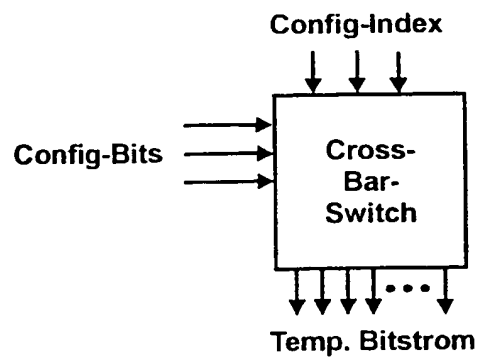 Config-Index
Config-Bits
Cross-
Bar-
Switch
Temp. Bitstrom